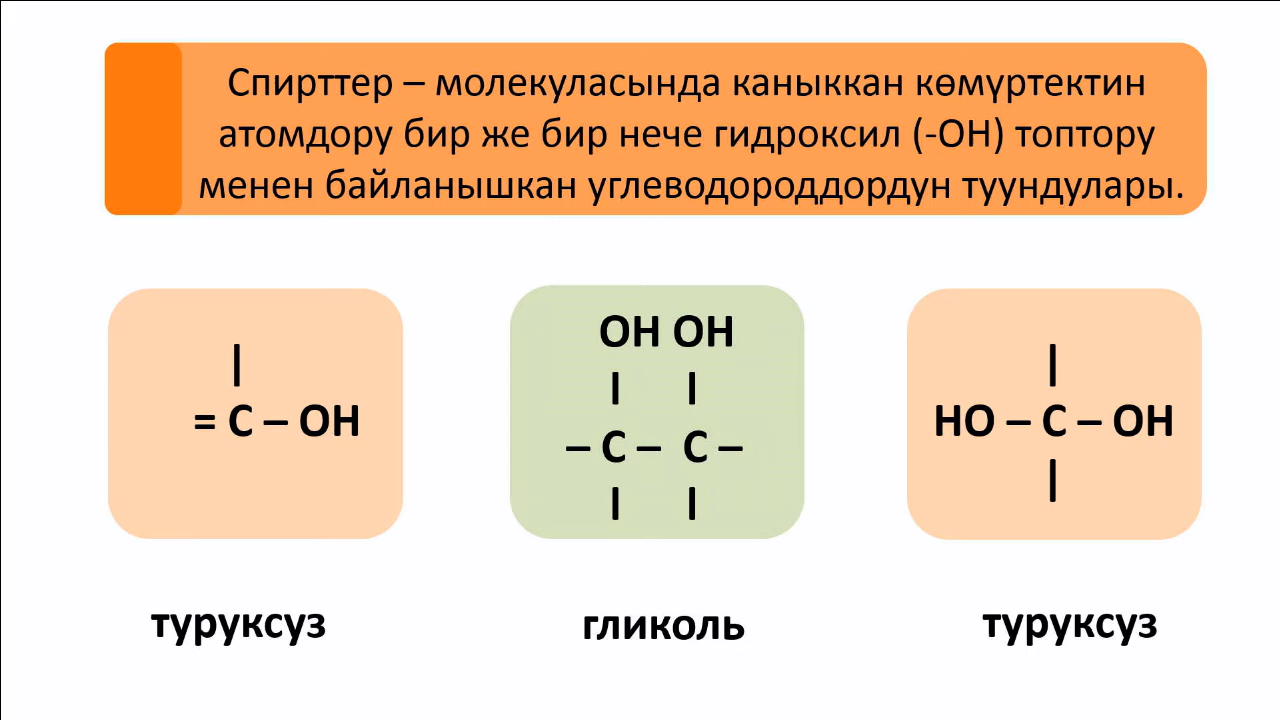 Спирттер – молекуласында каныккан көмүртектин
атомдору бир же бир нече гидроксил (-ОН) топтору
менен байланышкан углеводороддордун туундулары.
|
= C – OH
OH OH
I I
– C – C –
I I
|
HO – C – OH
|
туруксуз
гликоль
туруксуз